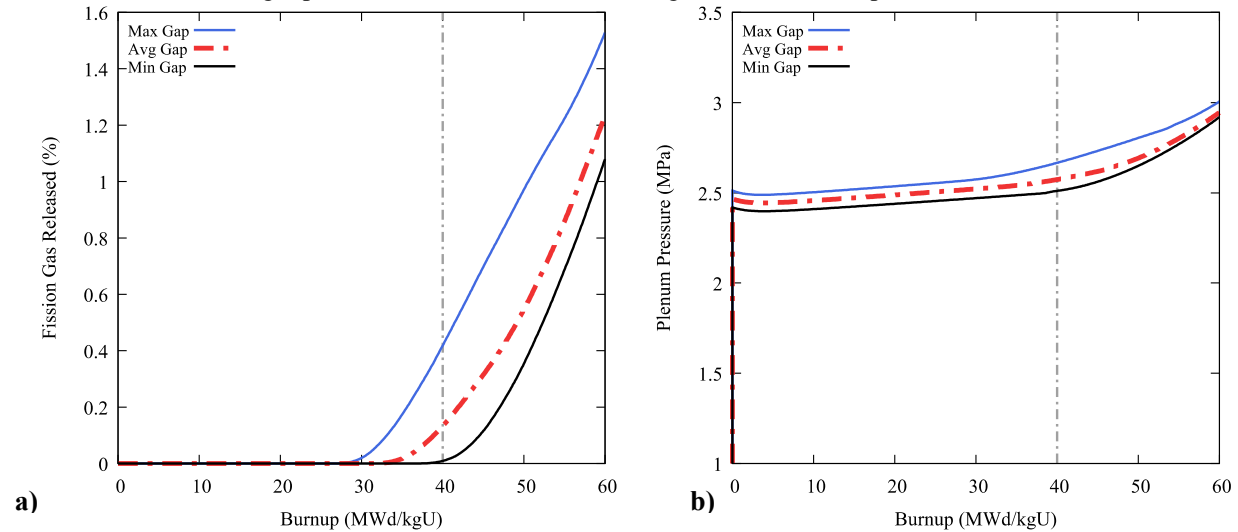 1.6
1.4
1.2
1
0.8
0.6
0.4
0.2
0
Fission Gas Released (%)
Max Gap
Avg Gap
Min Gap
0 10 20 30 40 50 60
Burnup (MWd/kgU)
a)
3.5
3
2.5
2
1.5
1
Plenum Pressure (MPa)
Max Gap
Avg Gap
Min Gap
0 10 20 30 40 50 60
Burnup (MWd/kgU)
b)